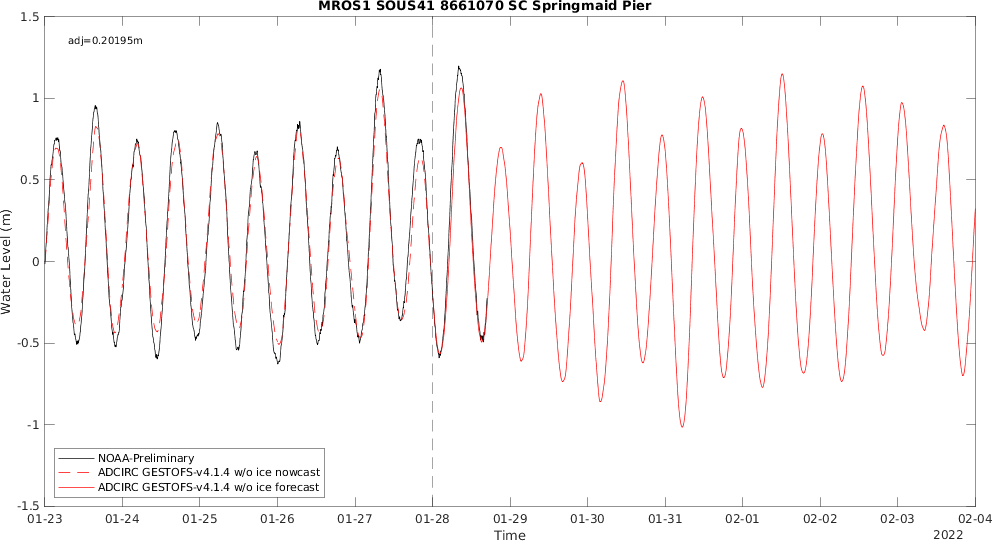 MROS1 SOUS41 8661070 SC Springmaid Pier
adj=0.20195m
1.5
1
0.5
0
-0.5
-1
-1.5
Water Level (m)
NOAA-Preliminary
ADCIRC GESTOFS-v4.1.4 w/o ice nowcast
ADCIRC GESTOFS-v4.1.4 w/o ice forecast
01-23 01-24 01-25 01-26 01-27 01-28 01-29 01-30 01-31 02-01 02-02 02-03 02-04
Time
2022